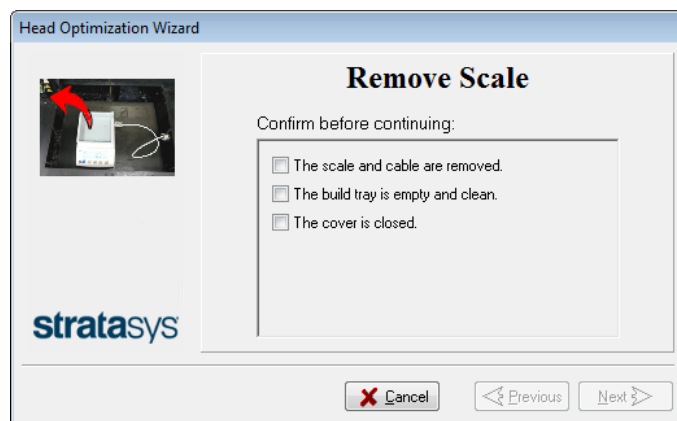 Head Optimization Wizard
Remove Scale
Confirm before continuing:
The scale and cable are removed.
The build tray is empty and clean.
The cover is closed.
stratasys
Cancel
Previous
Next